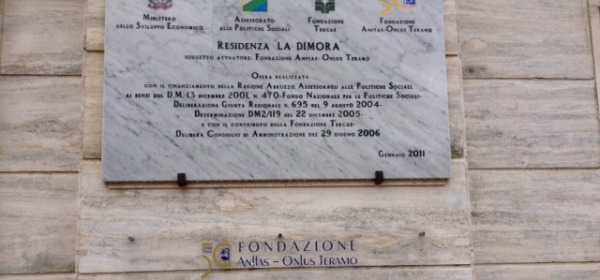 Ministero
dello Sviluppo Economico
Assessorato
alle Politiche Sociali
Fondazione
Tercas
Fondazione
Anffas-Onlus Teramo
Residenza "La Dimora"
soggetto attuatore: Fondazione Anffas-Onlus Teramo
Opera realizzata
con il finanziamento della Regione Abruzzo, Assessorato alle Politiche Sociali,
ai sensi del D.M. 13 dicembre 2001, n. 470-Fondo Nazionale per le Politiche Sociali-
Deliberazione Giunta Regionale n. 695 del 9 agosto 2004-
Determinazione DM2/119 del 22 dicembre 2005-
e con il contributo della Fondazione Tercas-
Delibera Consiglio di Amministrazione del 29 giugno 2006
Gennaio 2011
FONDAZIONE
Anffas - Onlus Teramo